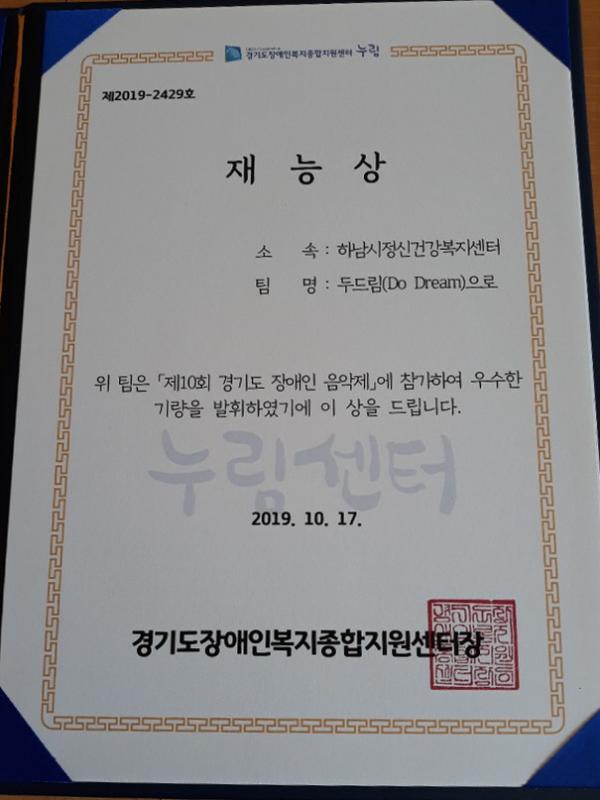 경기도장애인복지종합지원센터 누림
제2019-2429호
재 능 상
소 속 : 하남시정신건강복지센터
팀 명 : 두드림(Do Dream)으로
위 팀은 「제10회 경기도 장애인 음악제」에 참가하여 우수한
기량을 발휘하였기에 이 상을 드립니다.
누림센터
2019. 10. 17.
경기도장애인복지종합지원센터장